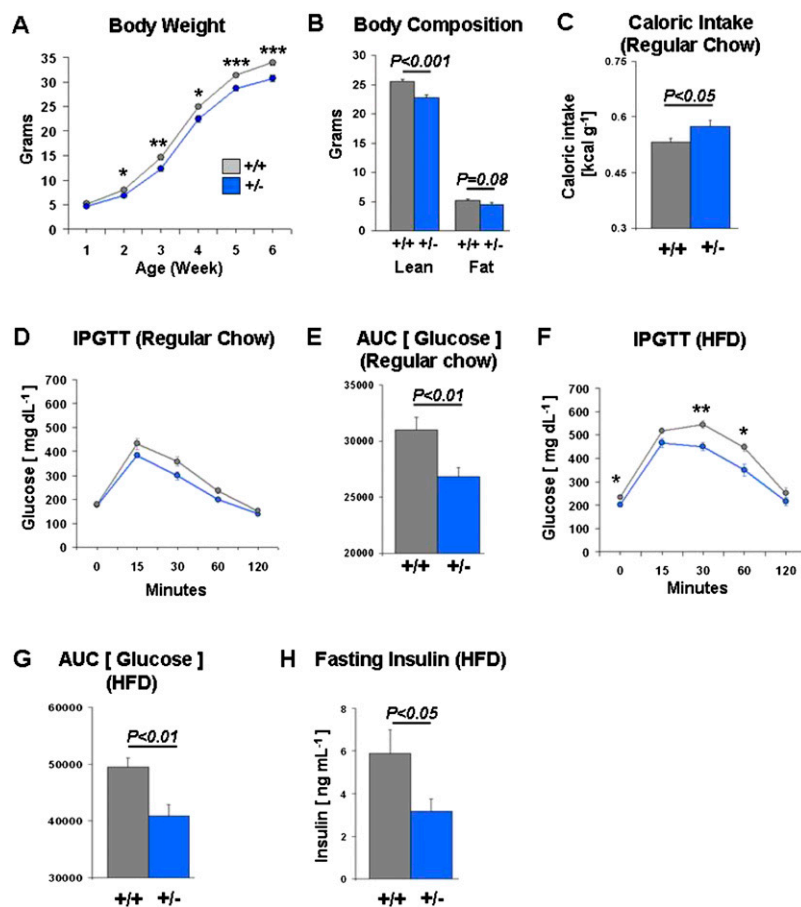 A Body Weight
35
30
25
20
15
10
5
0
Grams
*
**
*
***
***
+/+
+/-
1 2 3 4 5 6
Age (Week)
B Body Composition
30
25
20
15
10
5
0
Grams
P<0.001
P=0.08
+/+ +/- +/+ +/-
Lean Fat
C Caloric Intake
(Regular Chow)
0.75
0.6
0.45
0.3
Caloric intake
[kcal g-1]
P<0.05
+/+ +/-
D IPGTT (Regular Chow)
700
600
500
400
300
200
100
0
Glucose [ mg dL-1 ]
0 15 30 60 120
Minutes
E AUC [ Glucose ]
(Regular chow)
35000
30000
25000
20000
P<0.01
+/+ +/-
F IPGTT (HFD)
700
600
500
400
300
200
100
0
Glucose [ mg dL-1 ]
*
**
*
0 15 30 60 120
Minutes
G AUC [ Glucose ]
(HFD)
60000
50000
40000
30000
P<0.01
+/+ +/-
H Fasting Insulin (HFD)
8
6
4
2
0
Insulin [ ng mL-1 ]
P<0.05
+/+ +/-